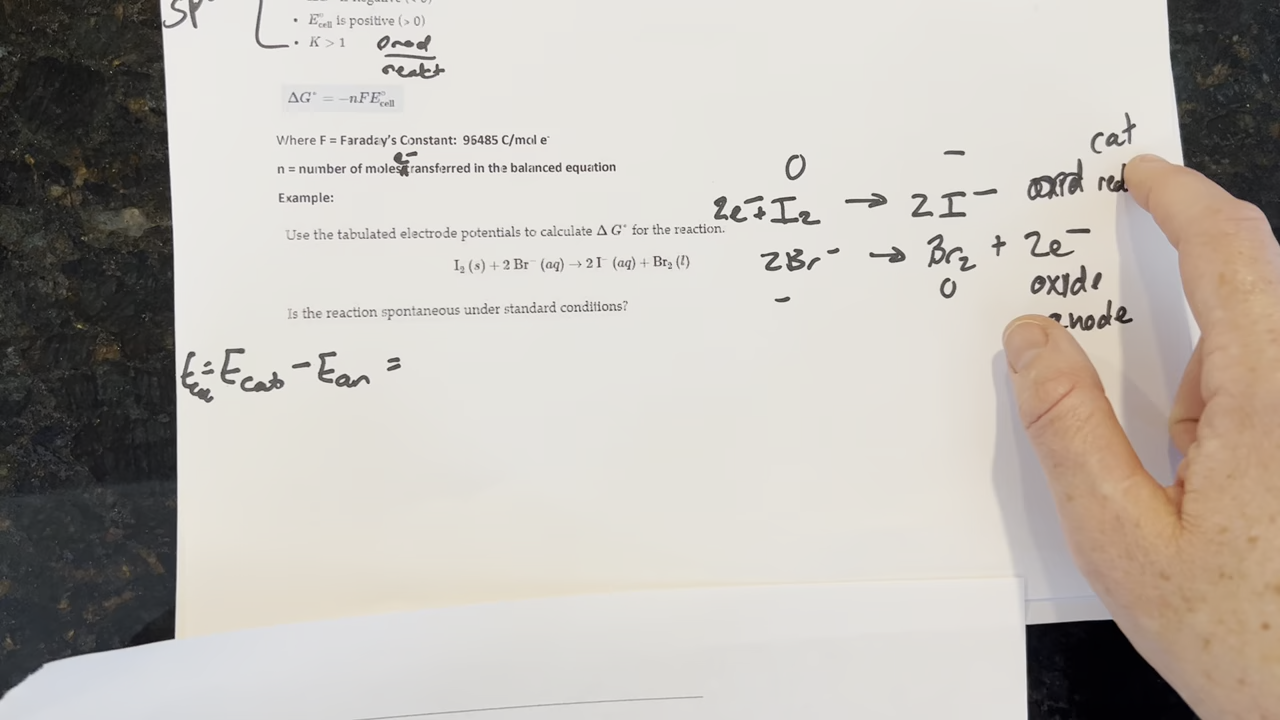 SP
• E°cell is positive (> 0)
• K > 1 Prod
react
ΔG° = −nFE°cell
Where F = Faraday's Constant: 96485 C/mol e-
n = number of moles e- transferred in the balanced equation
Example:
Use the tabulated electrode potentials to calculate Δ G° for the reaction.
I₂ (s) + 2 Br⁻ (aq) → 2 I⁻ (aq) + Br₂ (l)
Is the reaction spontaneous under standard conditions?
E = Ecat − Ean =
0 − cat
2e⁻ + I₂ → 2I⁻ red
2Br⁻ → Br₂ + 2e⁻
− 0 oxide
anode